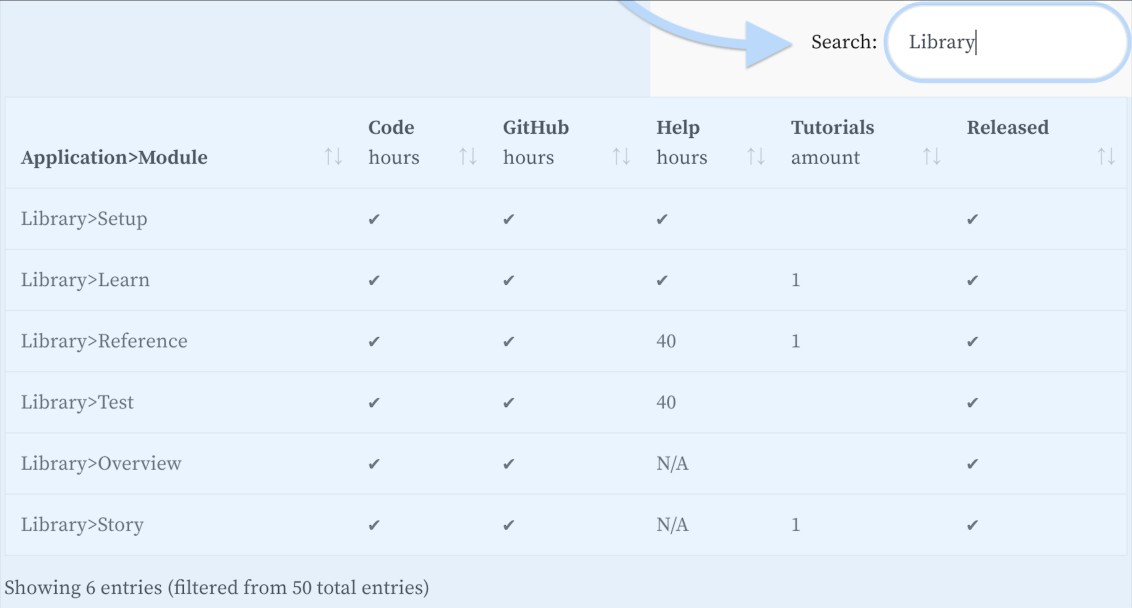 Search: Library
Application>Module Code hours GitHub hours Help hours Tutorials amount Released
Library>Setup ✔ ✔ ✔ ✔
Library>Learn ✔ ✔ ✔ 1 ✔
Library>Reference ✔ ✔ 40 1 ✔
Library>Test ✔ ✔ 40 ✔
Library>Overview ✔ ✔ N/A ✔
Library>Story ✔ ✔ N/A 1 ✔
Showing 6 entries (filtered from 50 total entries)